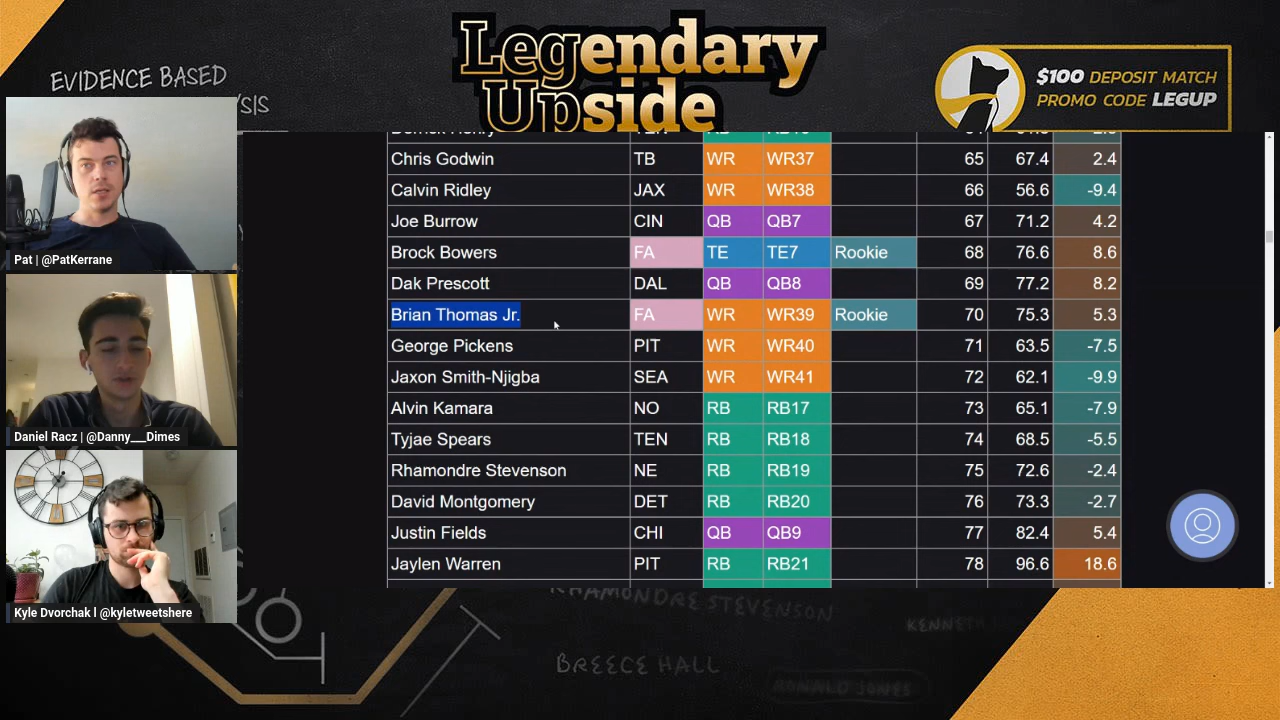 EVIDENCE BASED
YSIS
Legendary
Upside
$100 DEPOSIT MATCH
PROMO CODE LEGUP
Chris Godwin TB WR WR37 65 67.4 2.4
Calvin Ridley JAX WR WR38 66 56.6 -9.4
Joe Burrow CIN QB QB7 67 71.2 4.2
Brock Bowers FA TE TE7 Rookie 68 76.6 8.6
Dak Prescott DAL QB QB8 69 77.2 8.2
Brian Thomas Jr. FA WR WR39 Rookie 70 75.3 5.3
George Pickens PIT WR WR40 71 63.5 -7.5
Jaxon Smith-Njigba SEA WR WR41 72 62.1 -9.9
Alvin Kamara NO RB RB17 73 65.1 -7.9
Tyjae Spears TEN RB RB18 74 68.5 -5.5
Rhamondre Stevenson NE RB RB19 75 72.6 -2.4
David Montgomery DET RB RB20 76 73.3 -2.7
Justin Fields CHI QB QB9 77 82.4 5.4
Jaylen Warren PIT RB RB21 78 96.6 18.6
Pat | @PatKerrane
Daniel Racz | @Danny___Dimes
Kyle Dvorchak l @kyletweetshere
RHAMONDRE STEVENSON
KENNETH
BREECE HALL
RONALD JONES